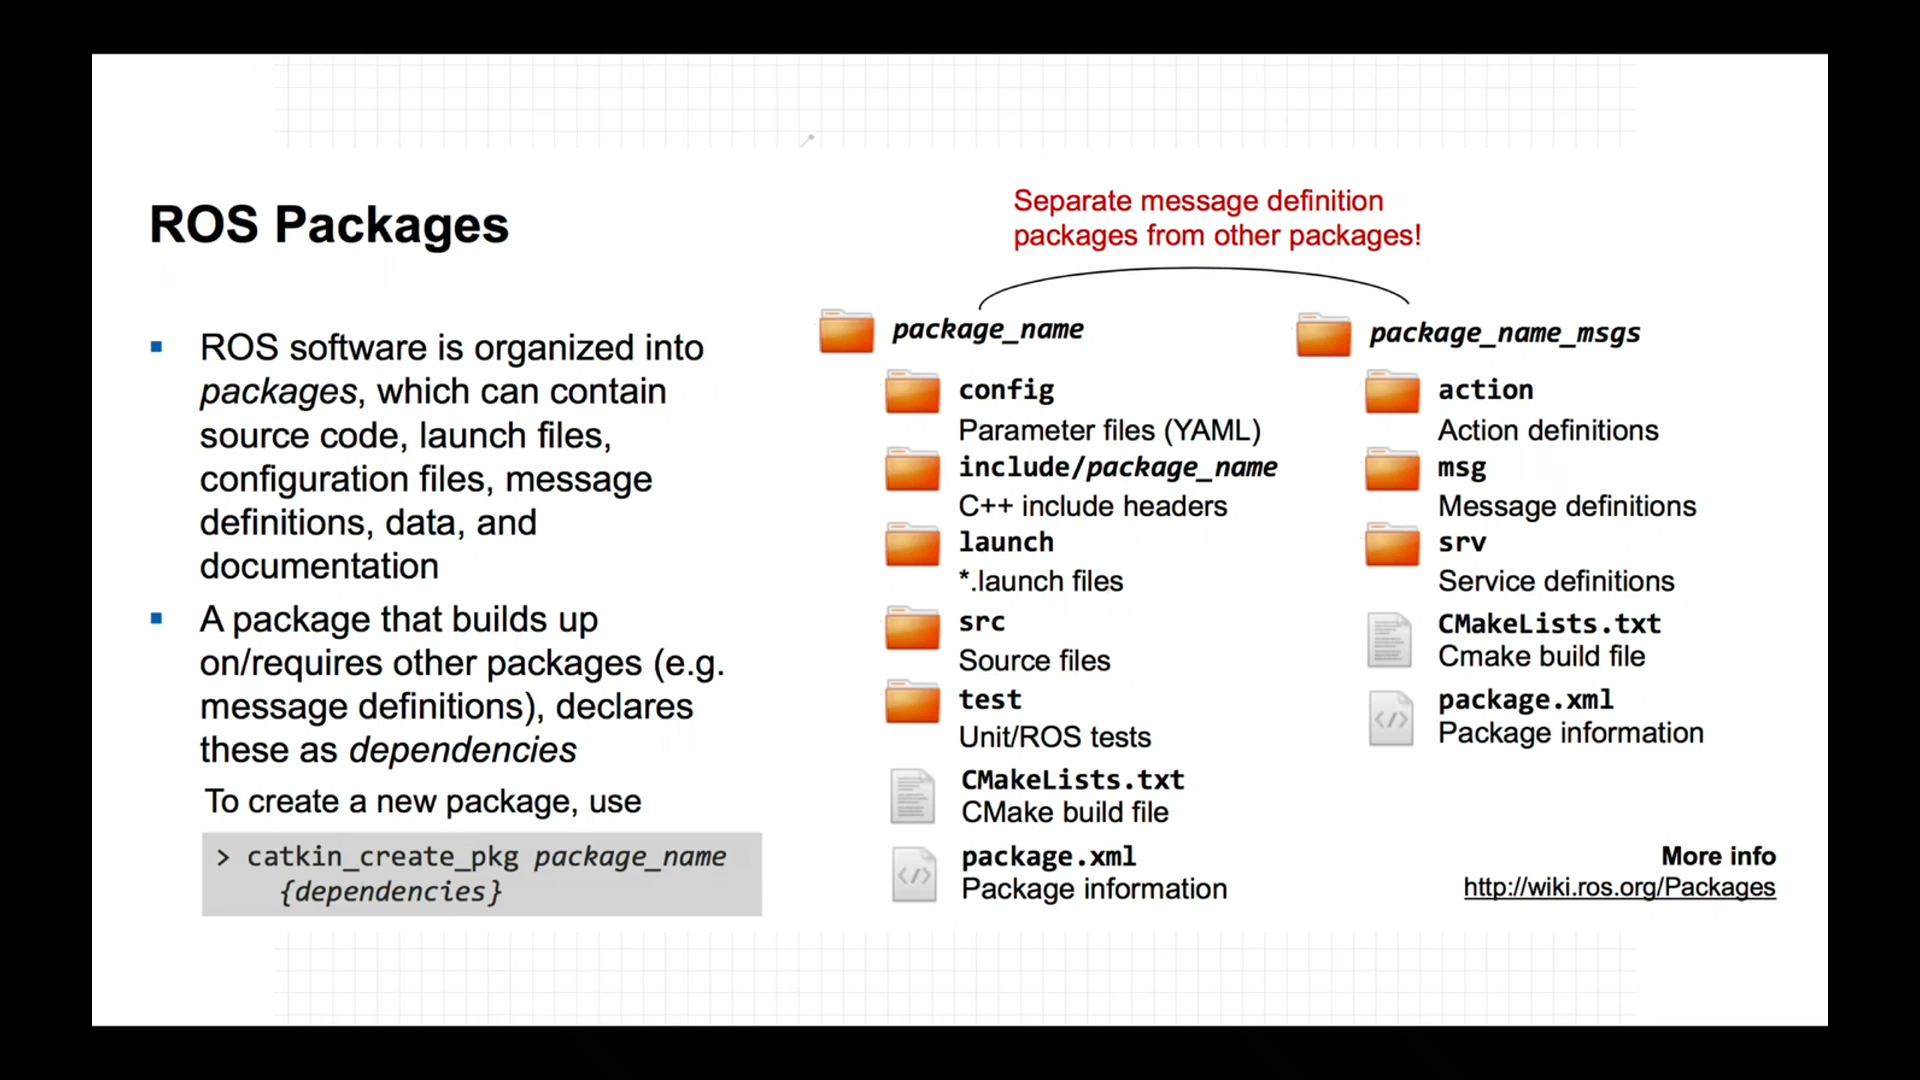 ROS Packages
ROS software is organized into
packages, which can contain
source code, launch files,
configuration files, message
definitions, data, and
documentation
A package that builds up
on/requires other packages (e.g.
message definitions), declares
these as dependencies
To create a new package, use
> catkin_create_pkg package_name
{dependencies}
Separate message definition
packages from other packages!
package_name
config
Parameter files (YAML)
include/package_name
C++ include headers
launch
*.launch files
src
Source files
test
Unit/ROS tests
CMakeLists.txt
CMake build file
package.xml
Package information
package_name_msgs
action
Action definitions
msg
Message definitions
srv
Service definitions
CMakeLists.txt
Cmake build file
package.xml
Package information
More info
http://wiki.ros.org/Packages